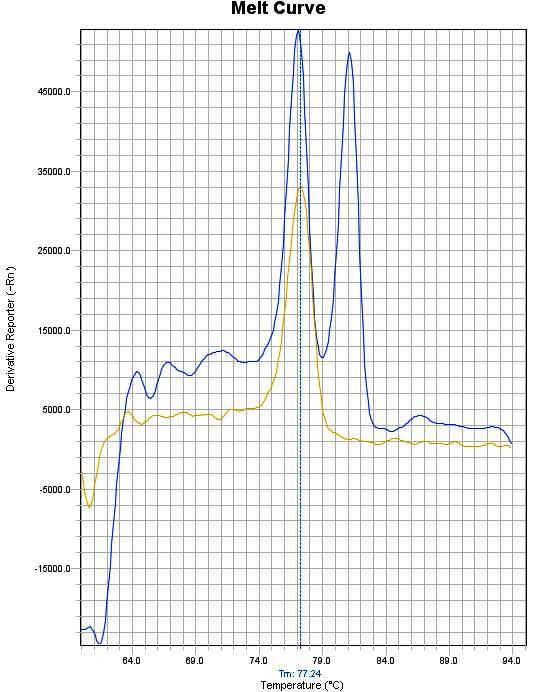 Melt Curve
45000.0
35000.0
25000.0
15000.0
5000.0
-5000.0
-15000.0
Derivative Reporter (-Rn')
64.0 69.0 74.0 79.0 84.0 89.0 94.0
Tm: 77.24
Temperature (°C)